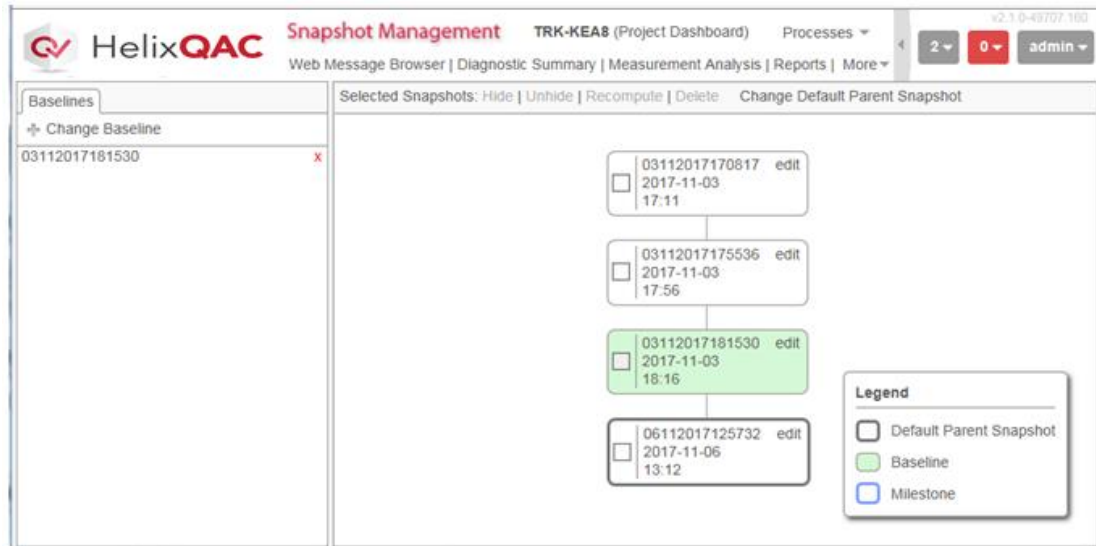 HelixQAC
Snapshot Management
TRK-KEA8 (Project Dashboard)
Processes
v2.1.0-49707.160
2
0
admin
Web Message Browser | Diagnostic Summary | Measurement Analysis | Reports | More
Baselines
Change Baseline
03112017181530 x
Selected Snapshots: Hide | Unhide | Recompute | Delete
Change Default Parent Snapshot
03112017170817 edit
2017-11-03
17:11
03112017175536 edit
2017-11-03
17:56
03112017181530 edit
2017-11-03
18:16
06112017125732 edit
2017-11-06
13:12
Legend
Default Parent Snapshot
Baseline
Milestone